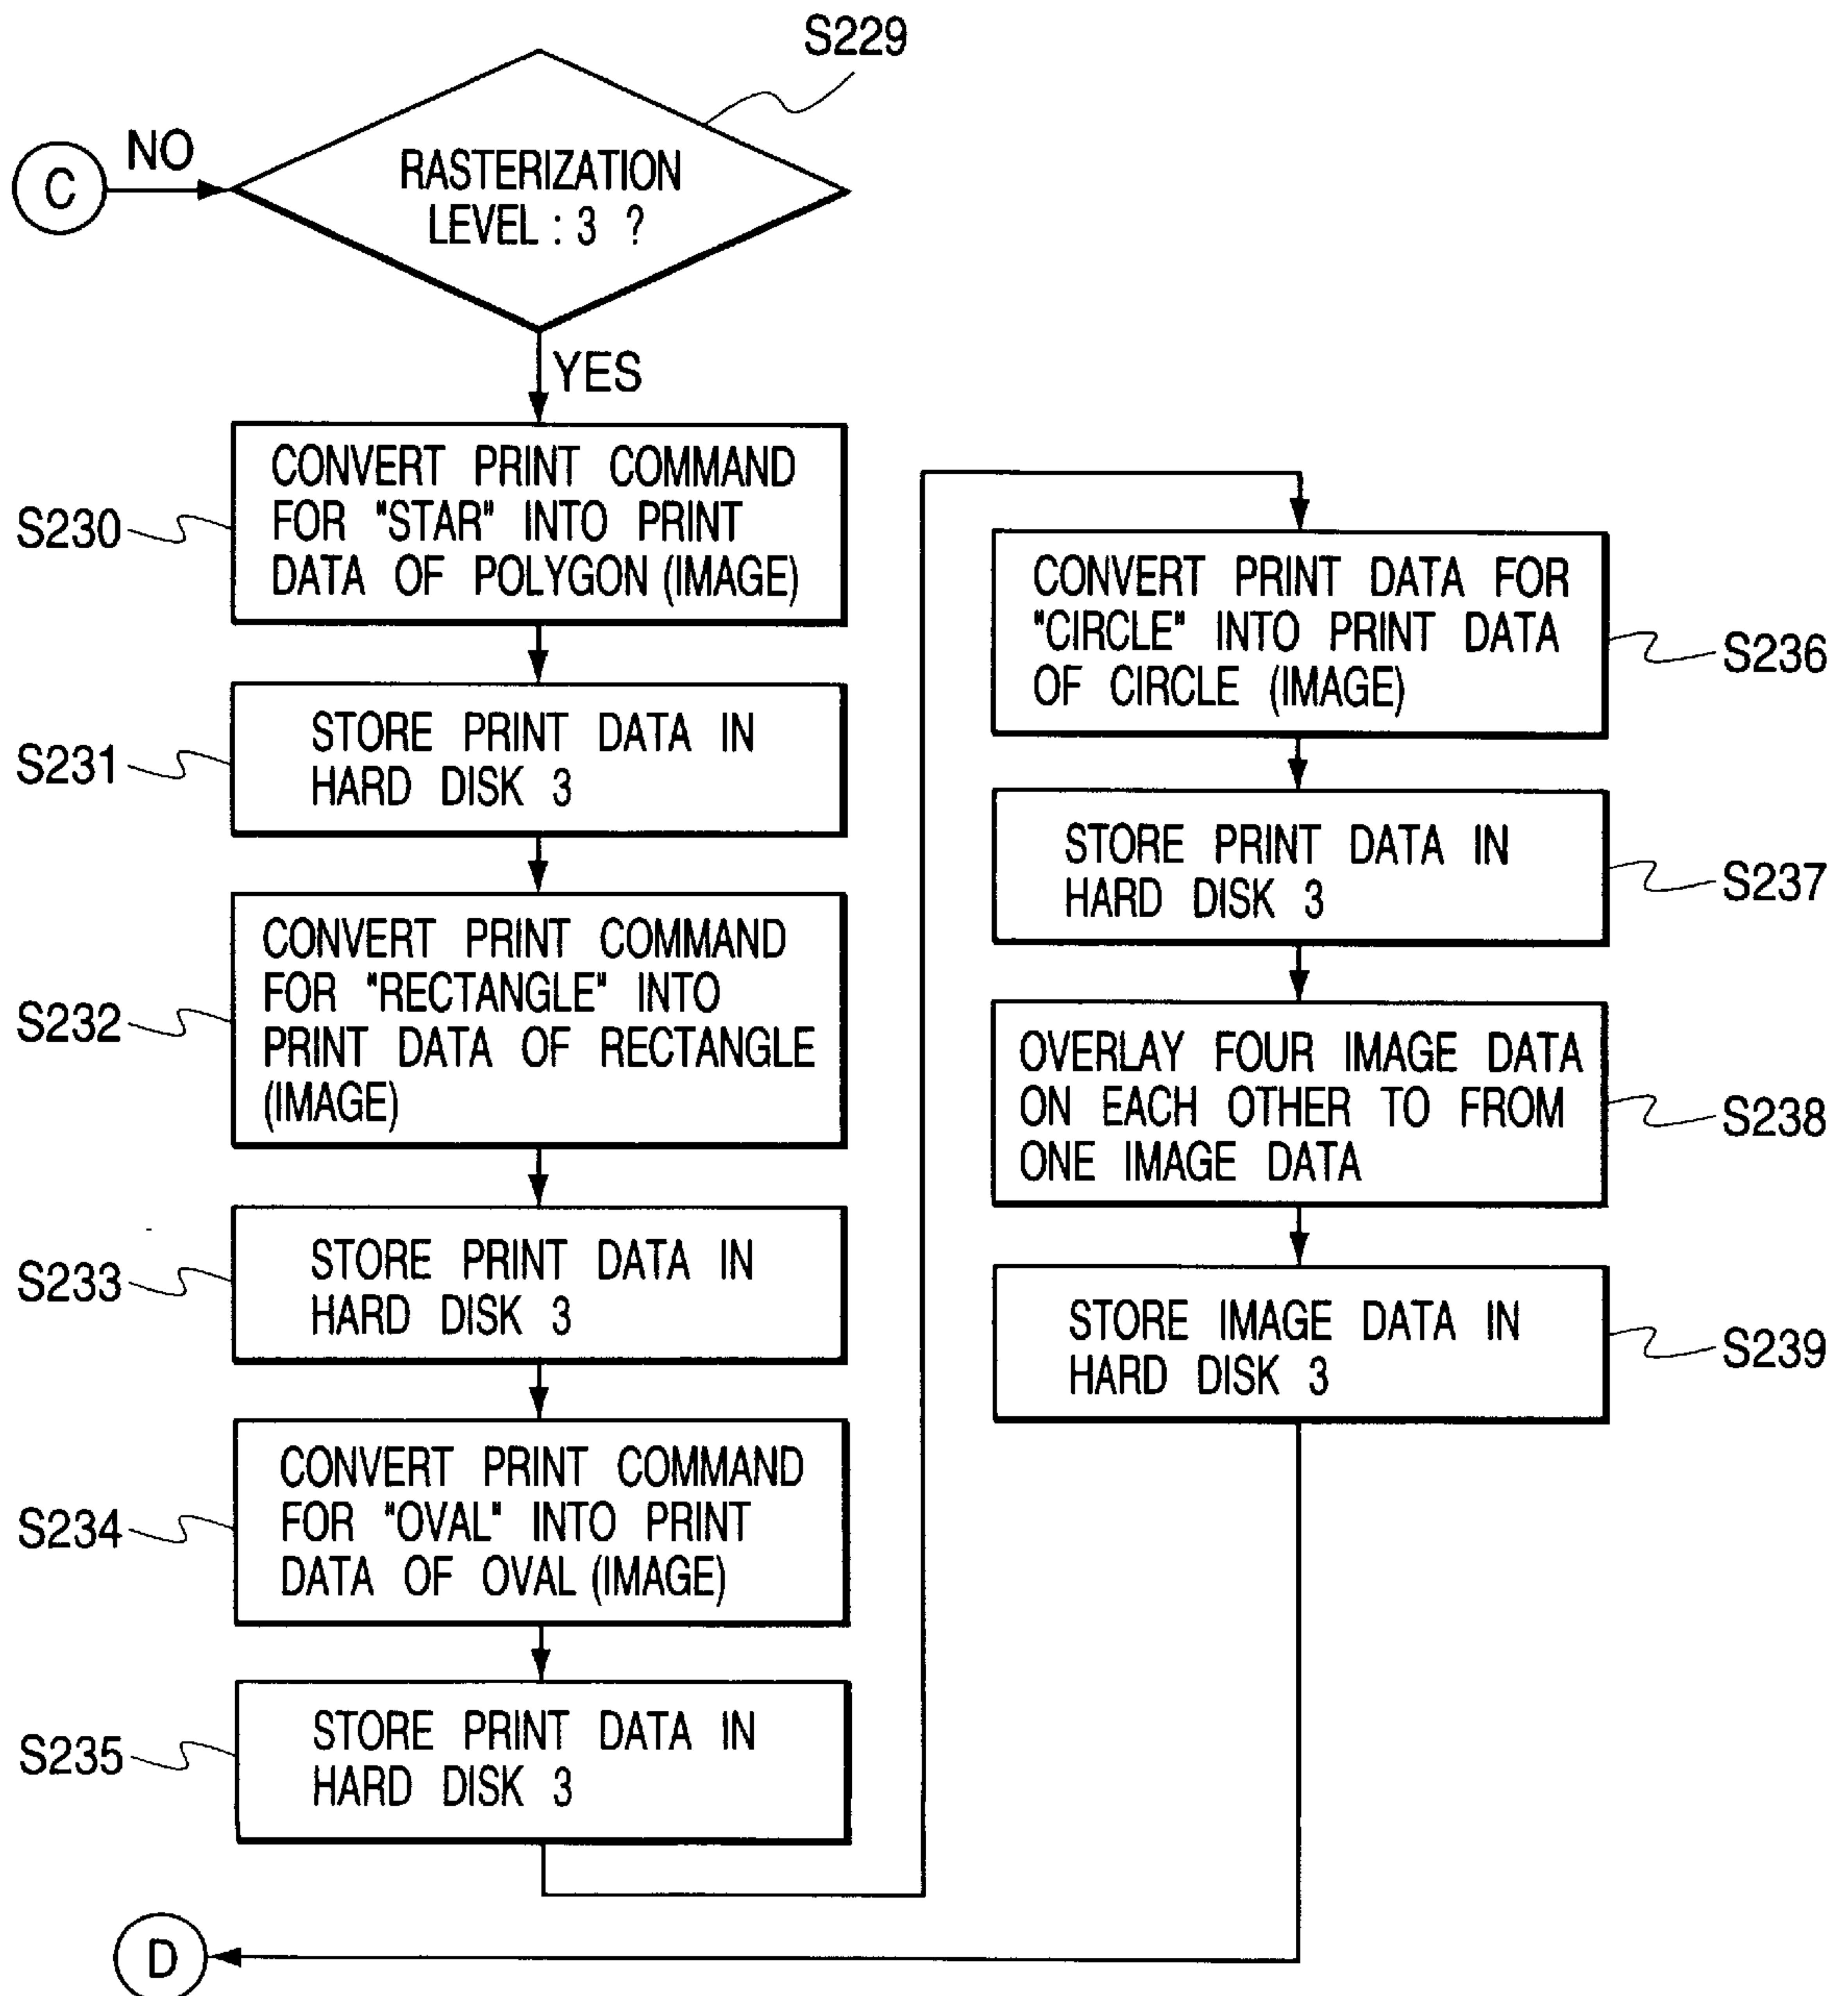 S229
C
NO
RASTERIZATION
LEVEL : 3 ?
YES
S230
CONVERT PRINT COMMAND
FOR "STAR" INTO PRINT
DATA OF POLYGON (IMAGE)
S231
STORE PRINT DATA IN
HARD DISK 3
S232
CONVERT PRINT COMMAND
FOR "RECTANGLE" INTO
PRINT DATA OF RECTANGLE
(IMAGE)
S233
STORE PRINT DATA IN
HARD DISK 3
S234
CONVERT PRINT COMMAND
FOR "OVAL" INTO PRINT
DATA OF OVAL (IMAGE)
S235
STORE PRINT DATA IN
HARD DISK 3
CONVERT PRINT DATA FOR
"CIRCLE" INTO PRINT DATA
OF CIRCLE (IMAGE)
S236
STORE PRINT DATA IN
HARD DISK 3
S237
OVERLAY FOUR IMAGE DATA
ON EACH OTHER TO FROM
ONE IMAGE DATA
S238
STORE IMAGE DATA IN
HARD DISK 3
S239
D